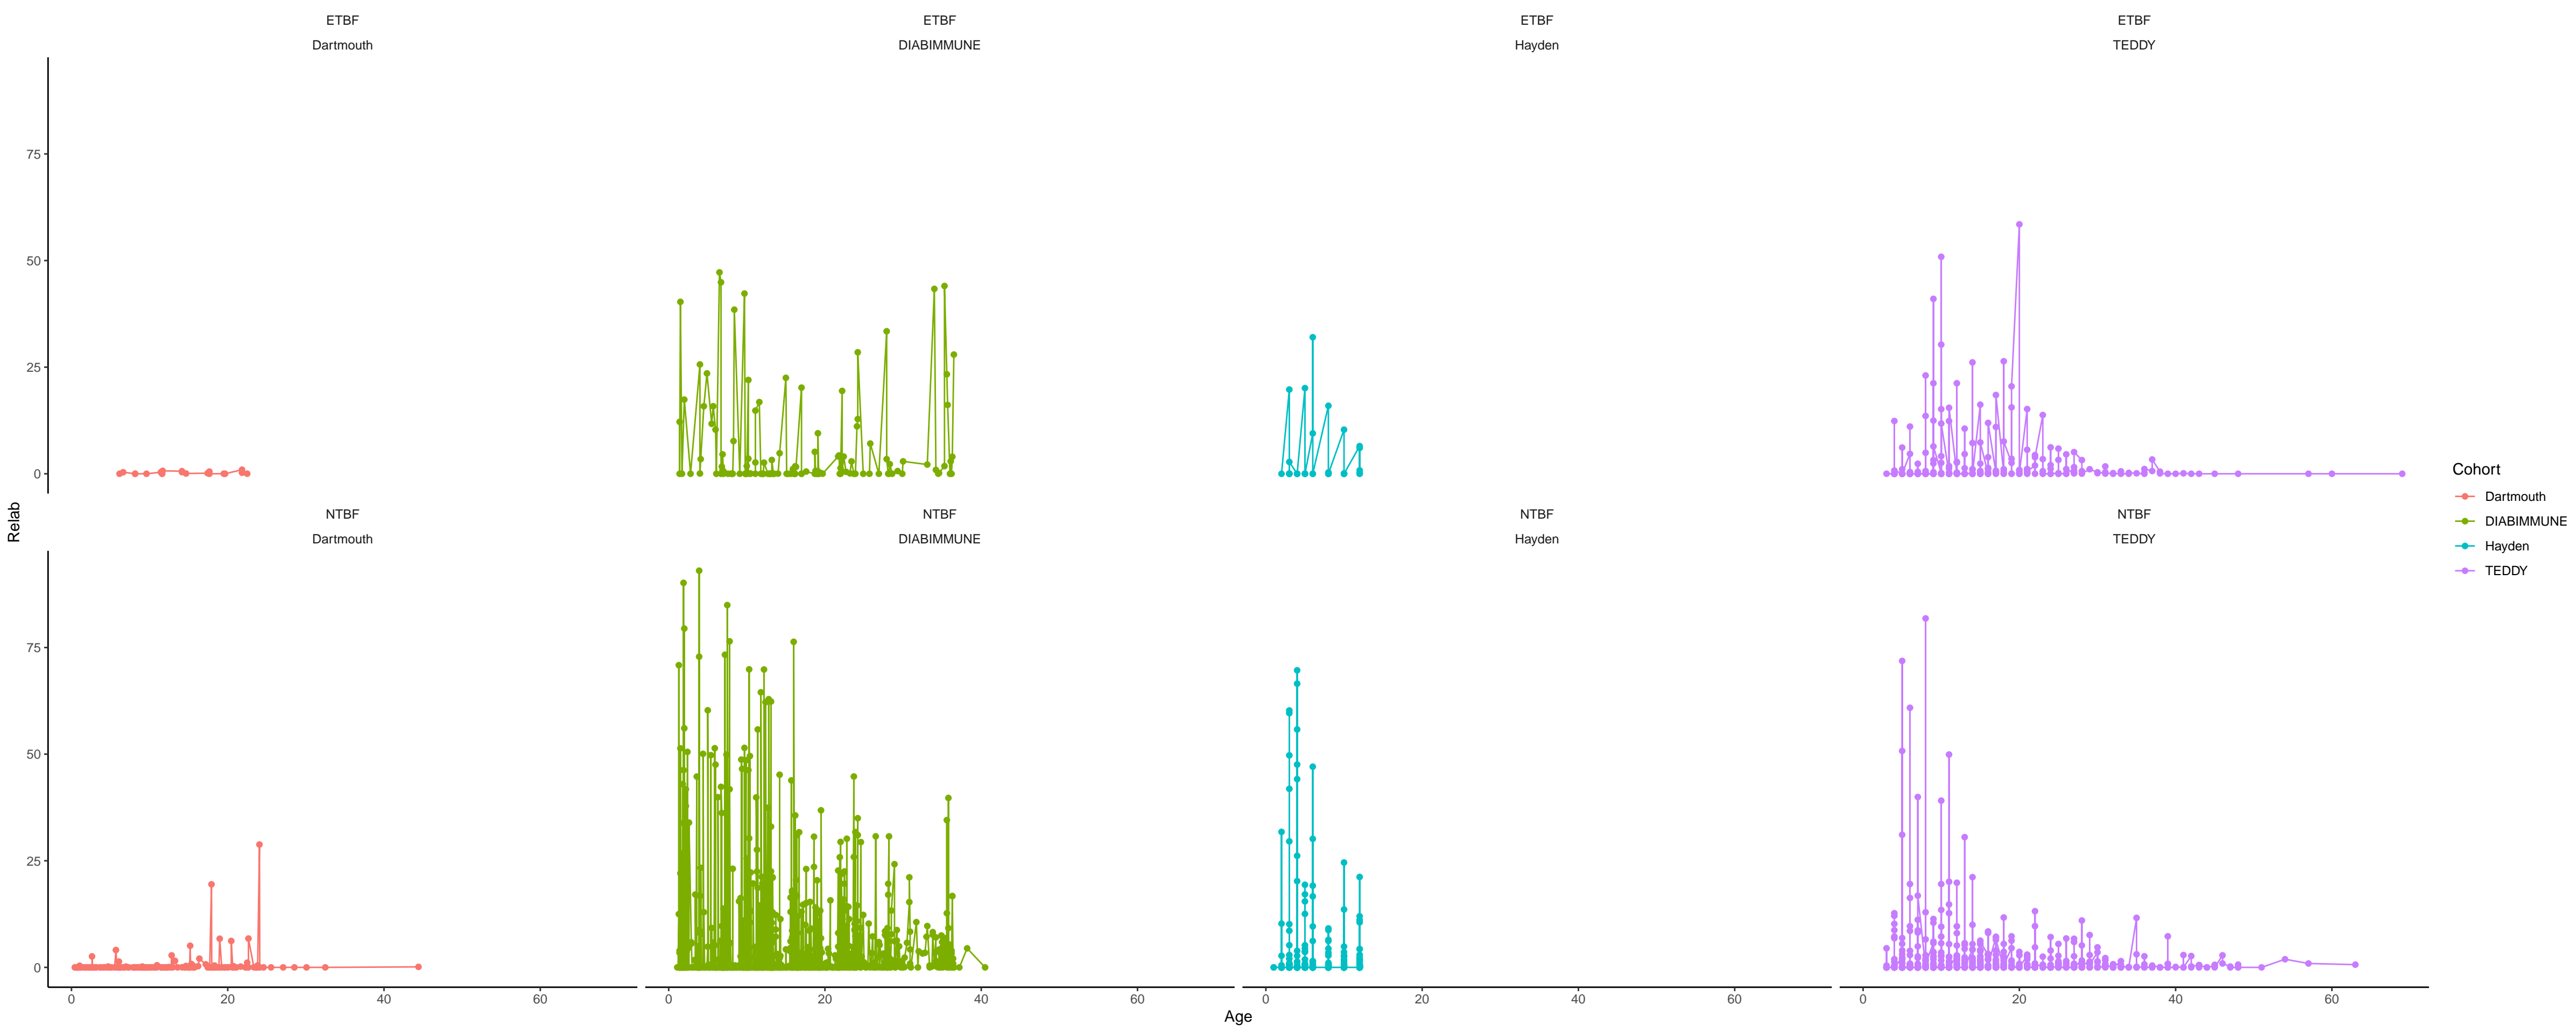 ETBF ETBF ETBF ETBF
Dartmouth DIABIMMUNE Hayden TEDDY
75
50
25
0
Relab
NTBF NTBF NTBF NTBF
Dartmouth DIABIMMUNE Hayden TEDDY
75
50
25
0
0 20 40 60 0 20 40 60 0 20 40 60 0 20 40 60
Age
Cohort
Dartmouth
DIABIMMUNE
Hayden
TEDDY